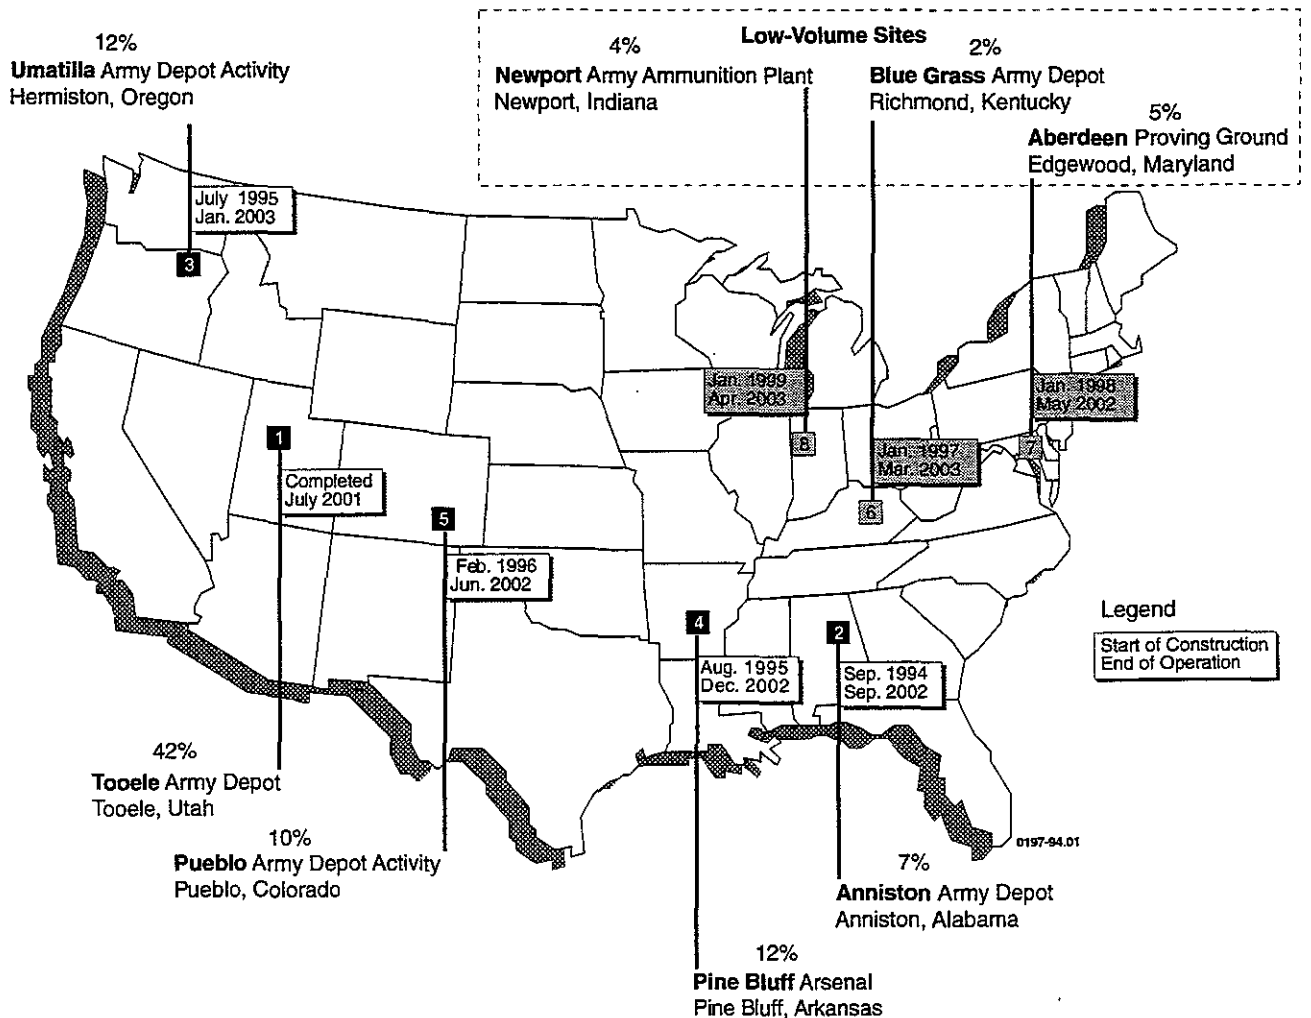 12%
Umatilla Army Depot Activity
Hermiston, Oregon
Low-Volume Sites
4%
Newport Army Ammunition Plant
Newport, Indiana
2%
Blue Grass Army Depot
Richmond, Kentucky
5%
Aberdeen Proving Ground
Edgewood, Maryland
July 1995
Jan. 2003
3
Jan. 1999
Apr. 2003
8
Jan. 1997
Mar. 2003
6
Jan. 1998
May 2002
7
1
Completed
July 2001
5
Feb. 1996
Jun. 2002
4
Aug. 1995
Dec. 2002
2
Sep. 1994
Sep. 2002
Legend
Start of Construction
End of Operation
42%
Tooele Army Depot
Tooele, Utah
10%
Pueblo Army Depot Activity
Pueblo, Colorado
0197-94.01
7%
Anniston Army Depot
Anniston, Alabama
12%
Pine Bluff Arsenal
Pine Bluff, Arkansas